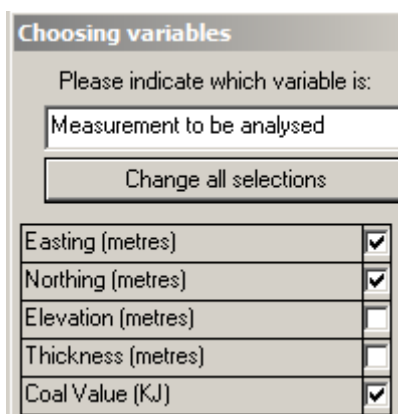 Choosing variables
Please indicate which variable is:
Measurement to be analysed
Change all selections
Easting (metres)
Northing (metres)
Elevation (metres)
Thickness (metres)
Coal Value (KJ)